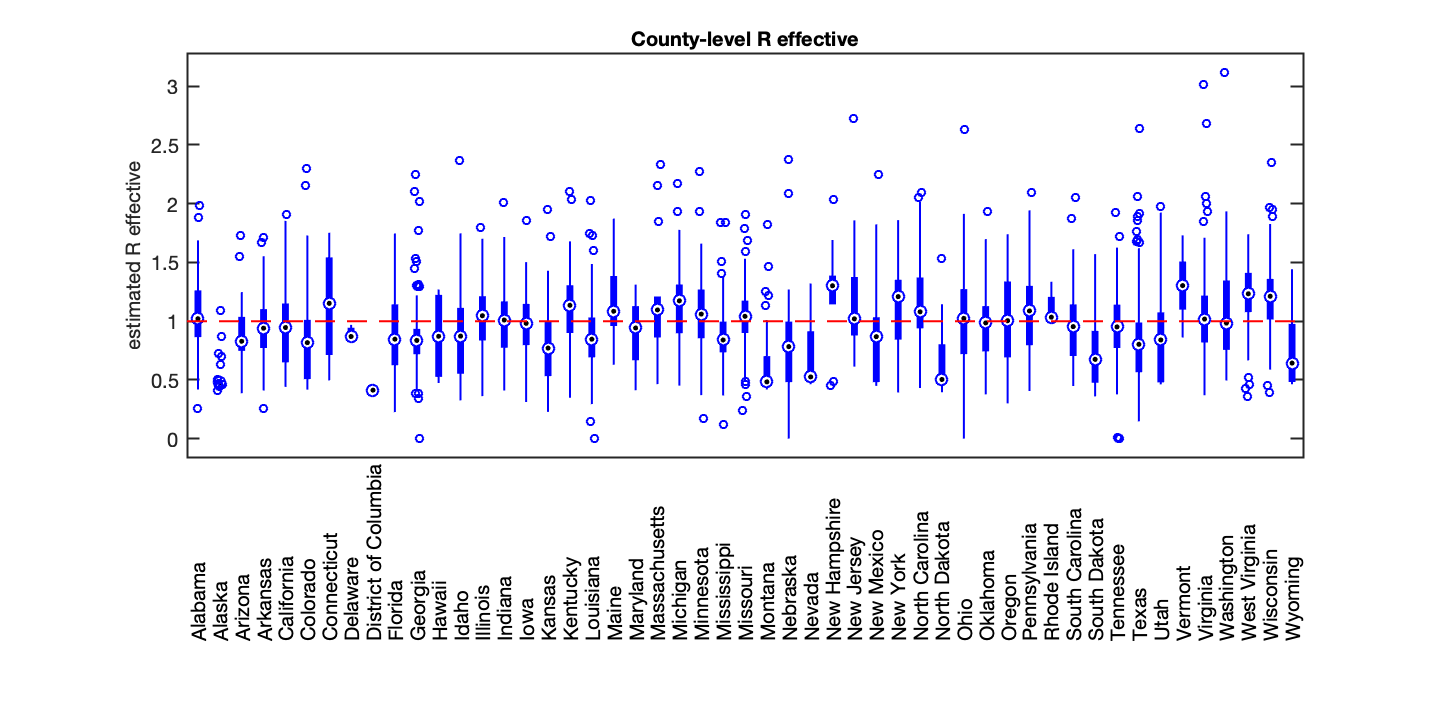 County-level R effective
estimated R effective
3
2.5
2
1.5
1
0.5
0
Alabama
Alaska
Arizona
Arkansas
California
Colorado
Connecticut
Delaware
District of Columbia
Florida
Georgia
Hawaii
Idaho
Illinois
Indiana
Iowa
Kansas
Kentucky
Louisiana
Maine
Maryland
Massachusetts
Michigan
Minnesota
Mississippi
Missouri
Montana
Nebraska
Nevada
New Hampshire
New Jersey
New Mexico
New York
North Carolina
North Dakota
Ohio
Oklahoma
Oregon
Pennsylvania
Rhode Island
South Carolina
South Dakota
Tennessee
Texas
Utah
Vermont
Virginia
Washington
West Virginia
Wisconsin
Wyoming